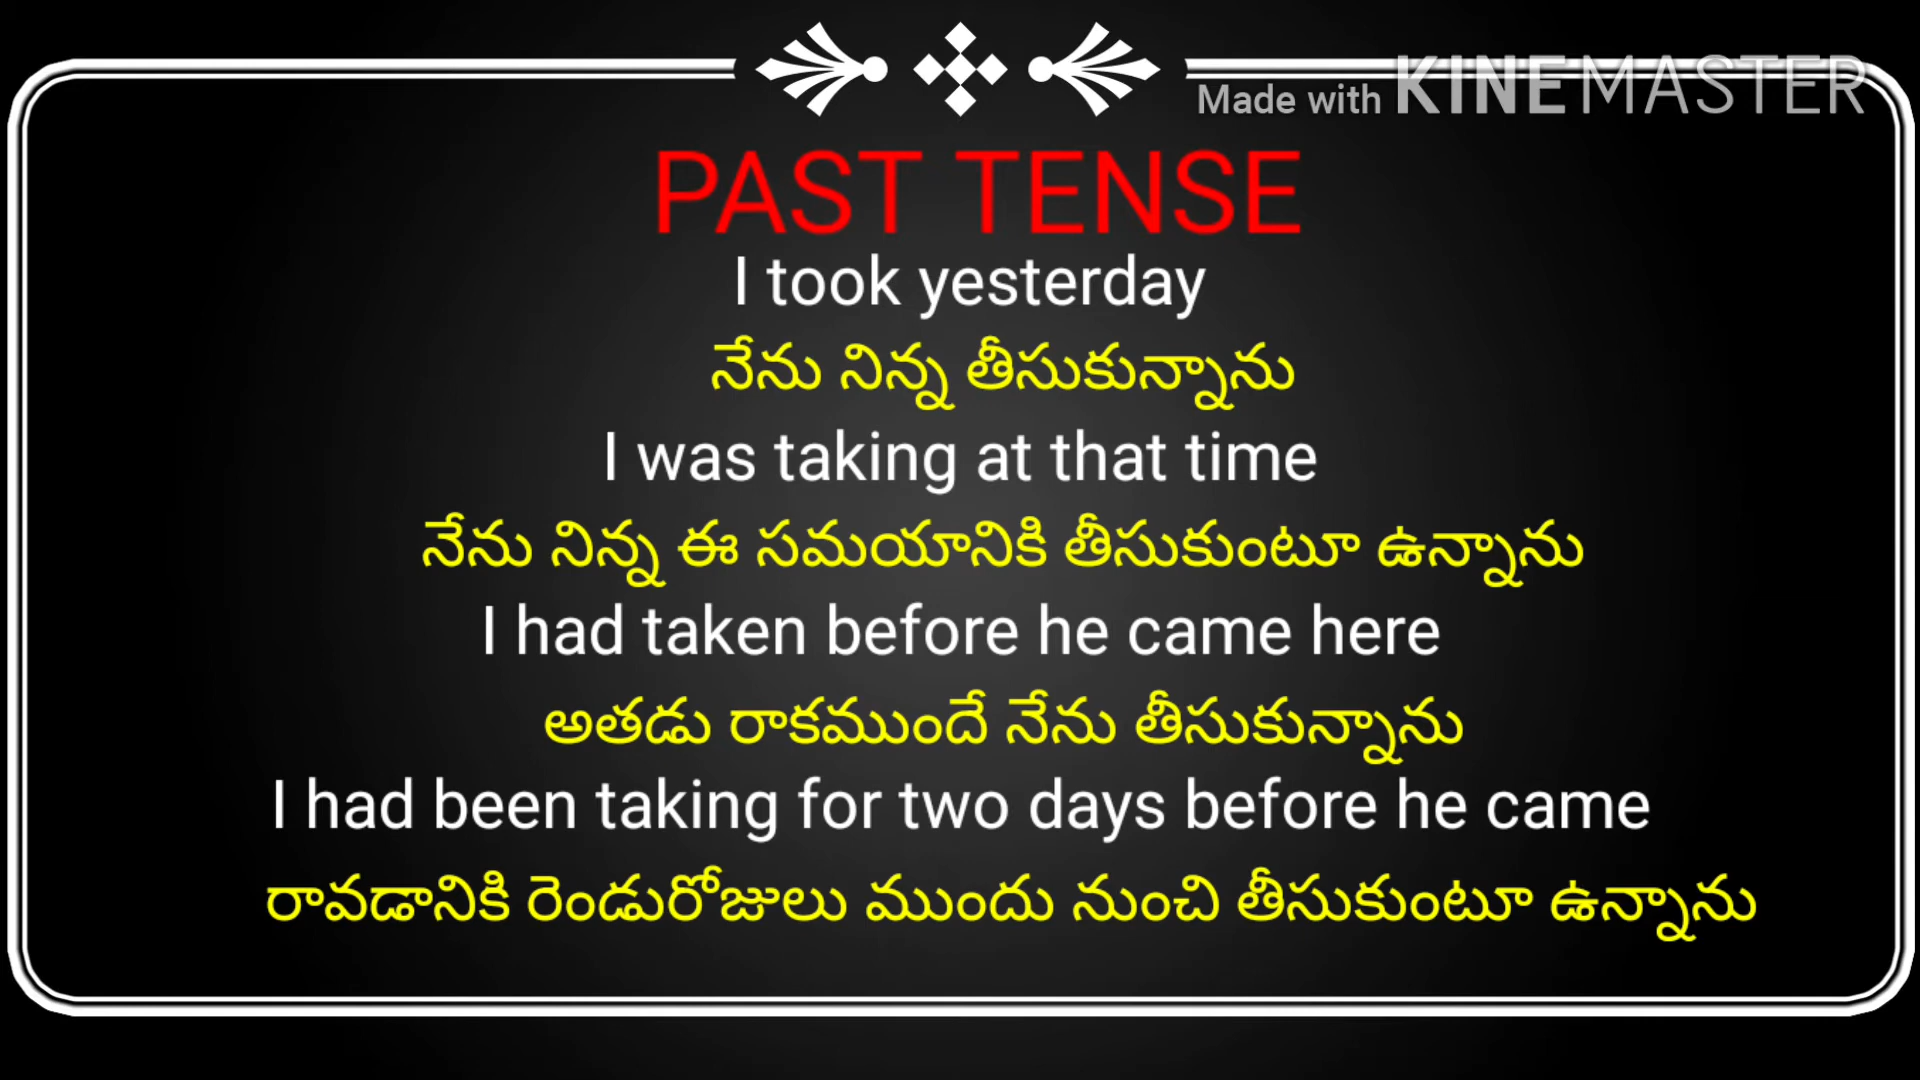 Made with KINEMASTER
PAST TENSE
I took yesterday
నేను నిన్న తీసుకున్నాను
I was taking at that time
నేను నిన్న ఈ సమయానికి తీసుకుంటూ ఉన్నాను
I had taken before he came here
అతడు రాకముందే నేను తీసుకున్నాను
I had been taking for two days before he came
రావడానికి రెండురోజులు ముందు నుంచి తీసుకుంటూ ఉన్నాను